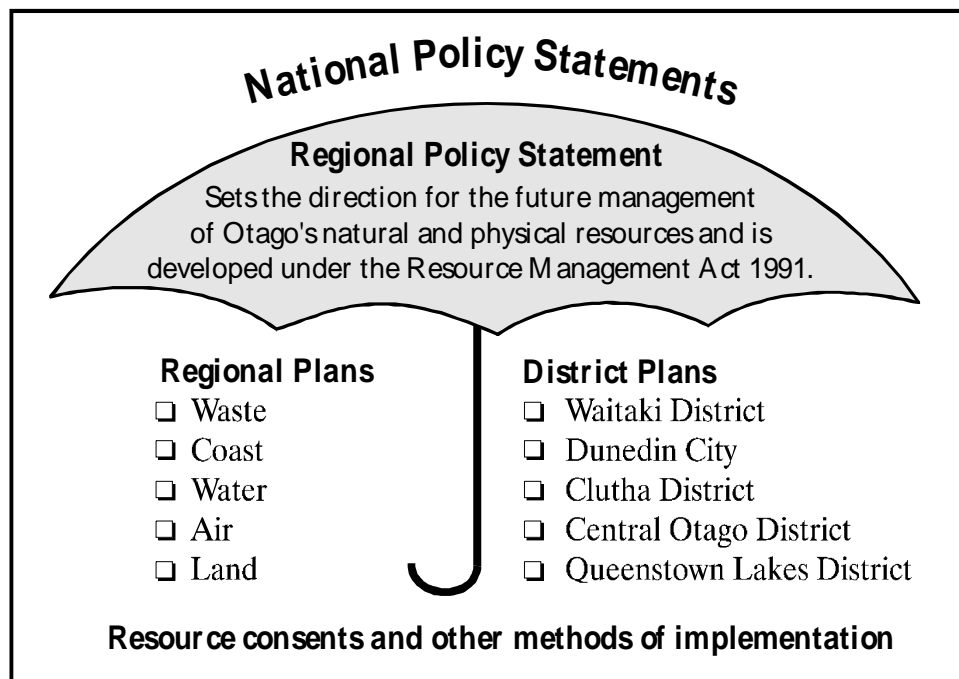 National Policy Statements
Regional Policy Statement
Sets the direction for the future management
of Otago's natural and physical resources and is
developed under the Resource Management Act 1991.
Regional Plans
❑ Waste
❑ Coast
❑ Water
❑ Air
❑ Land
District Plans
❑ Waitaki District
❑ Dunedin City
❑ Clutha District
❑ Central Otago District
❑ Queenstown Lakes District
Resource consents and other methods of implementation